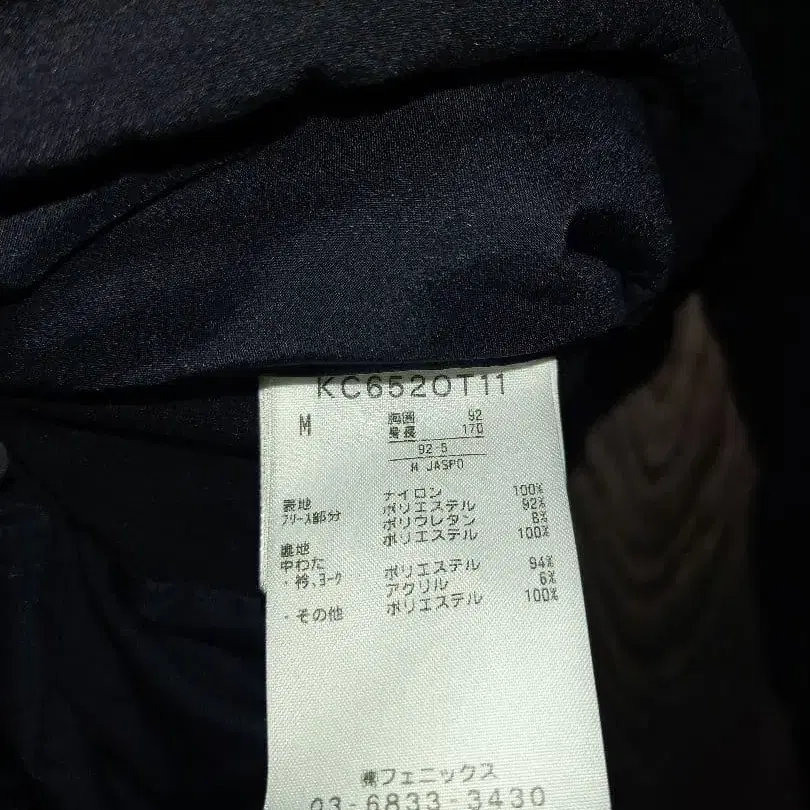 KC652OT11
M 胸囲 92
身長 170
92-5
M JASPO
表地 ナイロン 100%
フリース部分 ポリエステル 92%
ポリウレタン 8%
裏地 ポリエステル 100%
中わた
・衿、ヨーク ポリエステル 94%
アクリル 6%
・その他 ポリエステル 100%
㈱フェニックス
03-6833-3430